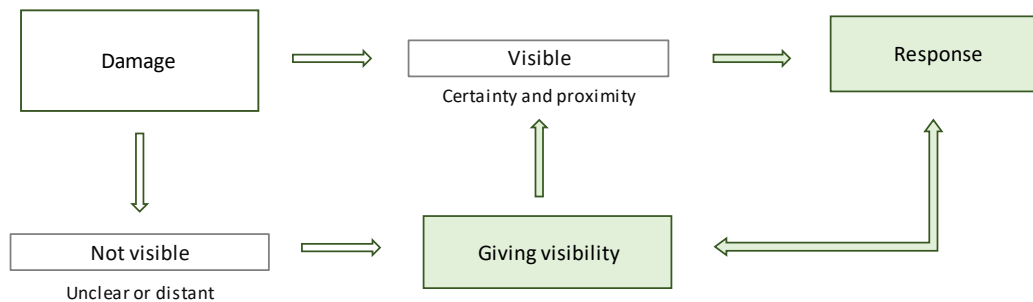 Damage
Visible
Response
Certainty and proximity
Not visible
Giving visibility
Unclear or distant